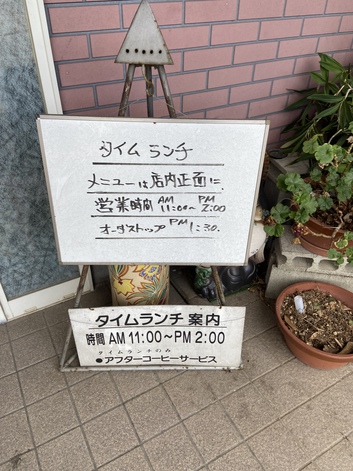 タイム ランチ
メニューは店内正面に.
営業時間 AM 11:00~ PM 2:00
オーダストップ PM 1:30.
タイムランチ 案内
時間 AM 11:00~PM 2:00
タイムランチのみ
●アフターコーヒーサービス